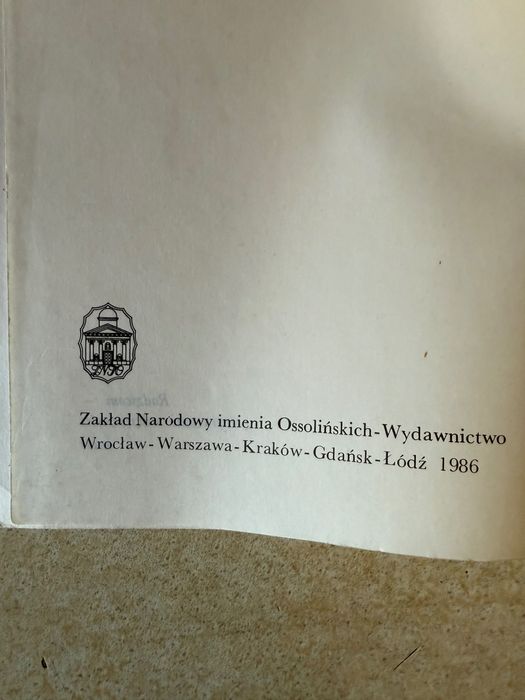 Zakład Narodowy imienia Ossolińskich-Wydawnictwo
Wrocław-Warszawa-Kraków-Gdańsk-Łódź 1986